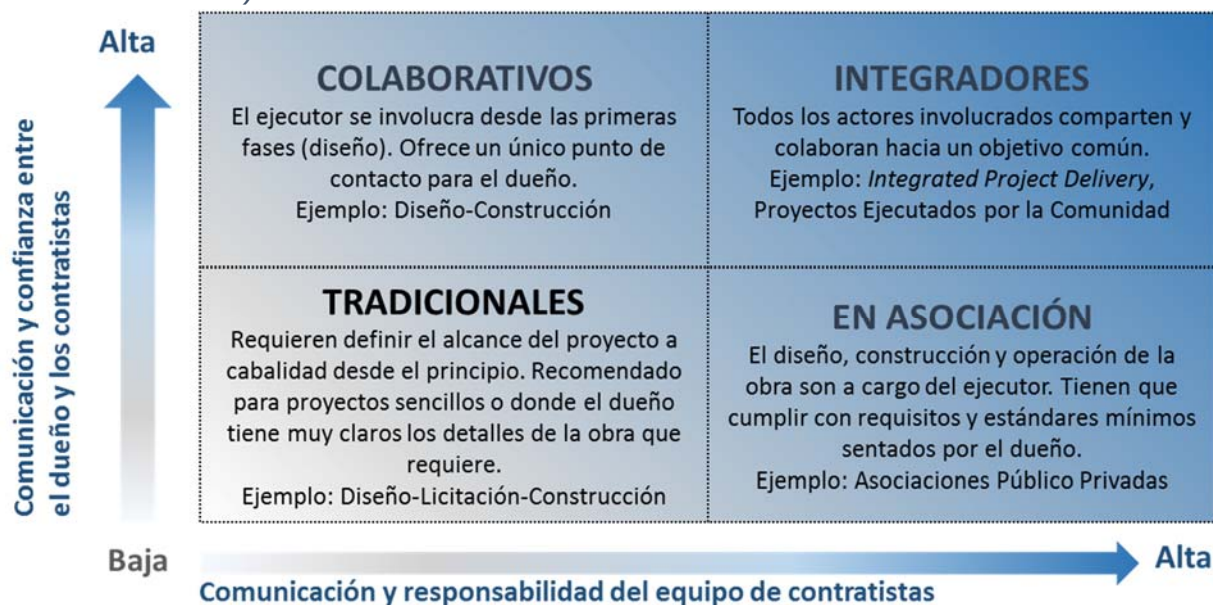 Alta
Comunicación y confianza entre
el dueño y los contratistas
COLABORATIVOS
El ejecutor se involucra desde las primeras
fases (diseño). Ofrece un único punto de
contacto para el dueño.
Ejemplo: Diseño-Construcción
INTEGRADORES
Todos los actores involucrados comparten y
colaboran hacia un objetivo común.
Ejemplo: Integrated Project Delivery,
Proyectos Ejecutados por la Comunidad
TRADICIONALES
Requieren definir el alcance del proyecto a
cabalidad desde el principio. Recomendado
para proyectos sencillos o donde el dueño
tiene muy claros los detalles de la obra que
requiere.
Ejemplo: Diseño-Licitación-Construcción
EN ASOCIACIÓN
El diseño, construcción y operación de la
obra son a cargo del ejecutor. Tienen que
cumplir con requisitos y estándares mínimos
sentados por el dueño.
Ejemplo: Asociaciones Público Privadas
Baja
Alta
Comunicación y responsabilidad del equipo de contratistas